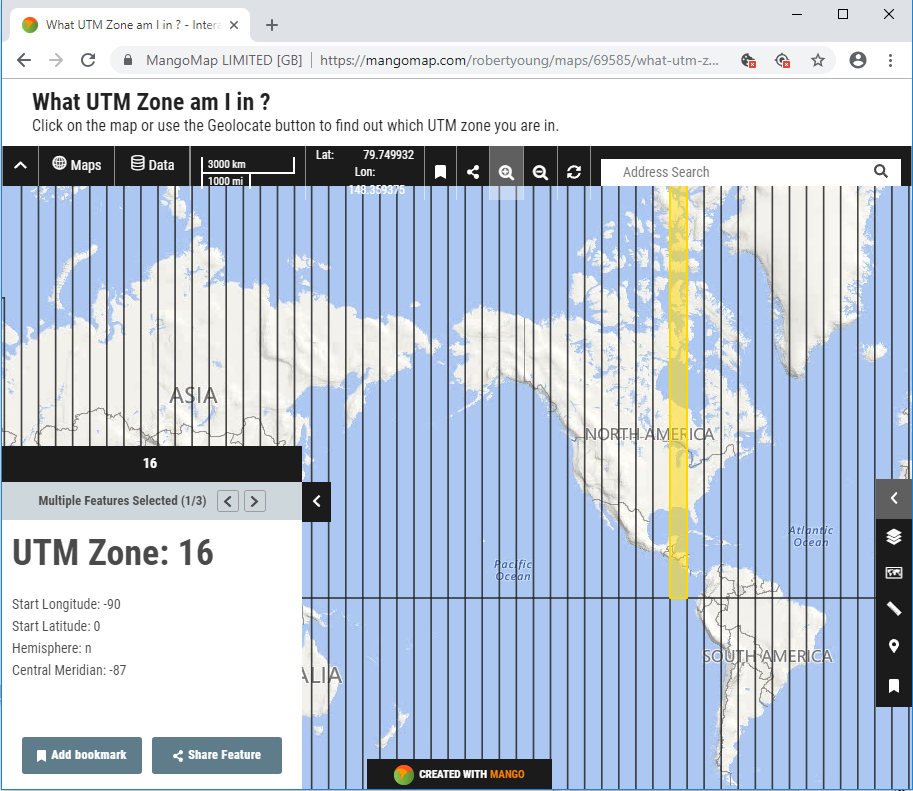 What UTM Zone am I in ? - Intera
MangoMap LIMITED [GB] | https://mangomap.com/robertyoung/maps/69585/what-utm-z...
What UTM Zone am I in ?
Click on the map or use the Geolocate button to find out which UTM zone you are in.
Maps
Data
3000 km
1000 mi
Lat: 79.749932
Lon:
148.359375
Address Search
ASIA
NORTH AMERICA
Atlantic
Ocean
Pacific
Ocean
SOUTH AMERICA
ALIA
16
Multiple Features Selected (1/3)
UTM Zone: 16
Start Longitude: -90
Start Latitude: 0
Hemisphere: n
Central Meridian: -87
Add bookmark
Share Feature
CREATED WITH MANGO